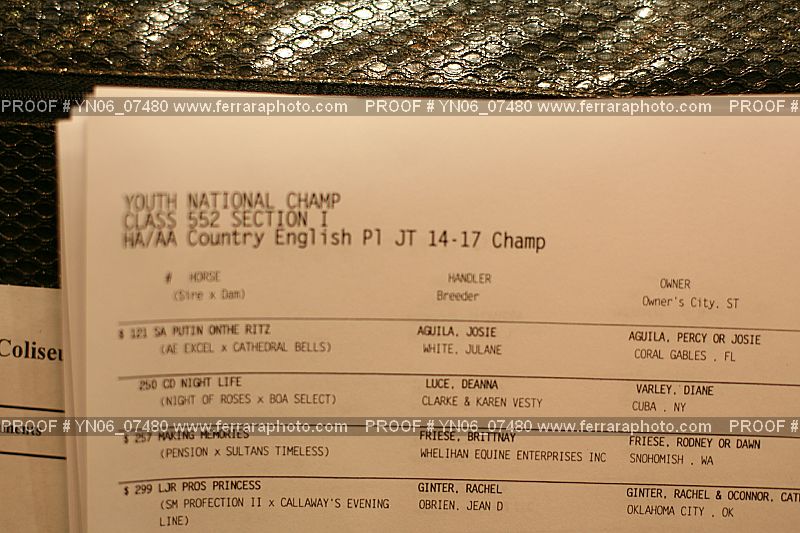 PROOF # YN06_07480 www.ferraraphoto.com PROOF # YN06_07480 www.ferraraphoto.com
YOUTH NATIONAL CHAMP
CLASS 552 SECTION I
HA/AA Country English Pl JT 14-17 Champ
# HORSE HANDLER OWNER
(Sire x Dam) Breeder Owner's City, ST
$ 121 SA PUTIN ONTHE RITZ AGUILA, JOSIE AGUILA, PERCY OR JOSIE
(AE EXCEL x CATHEDRAL BELLS) WHITE, JULANE CORAL GABLES , FL
Coliseu
250 CD NIGHT LIFE LUCE, DEANNA VARLEY, DIANE
(NIGHT OF ROSES x BOA SELECT) CLARKE & KAREN VESTY CUBA , NY
PROOF # YN06_07480 www.ferraraphoto.com PROOF # YN06_07480 www.ferraraphoto.com
$ 257 MAKING MEMORIES FRIESE, BRITTNAY FRIESE, RODNEY OR DAWN
(PENSION x SULTANS TIMELESS) WHELIHAN EQUINE ENTERPRISES INC SNOHOMISH , WA
$ 299 LJR PROS PRINCESS GINTER, RACHEL GINTER, RACHEL & OCONNOR, CAT
(SM PROFECTION II x CALLAWAY'S EVENING OBRIEN, JEAN D OKLAHOMA CITY , OK
LINE)